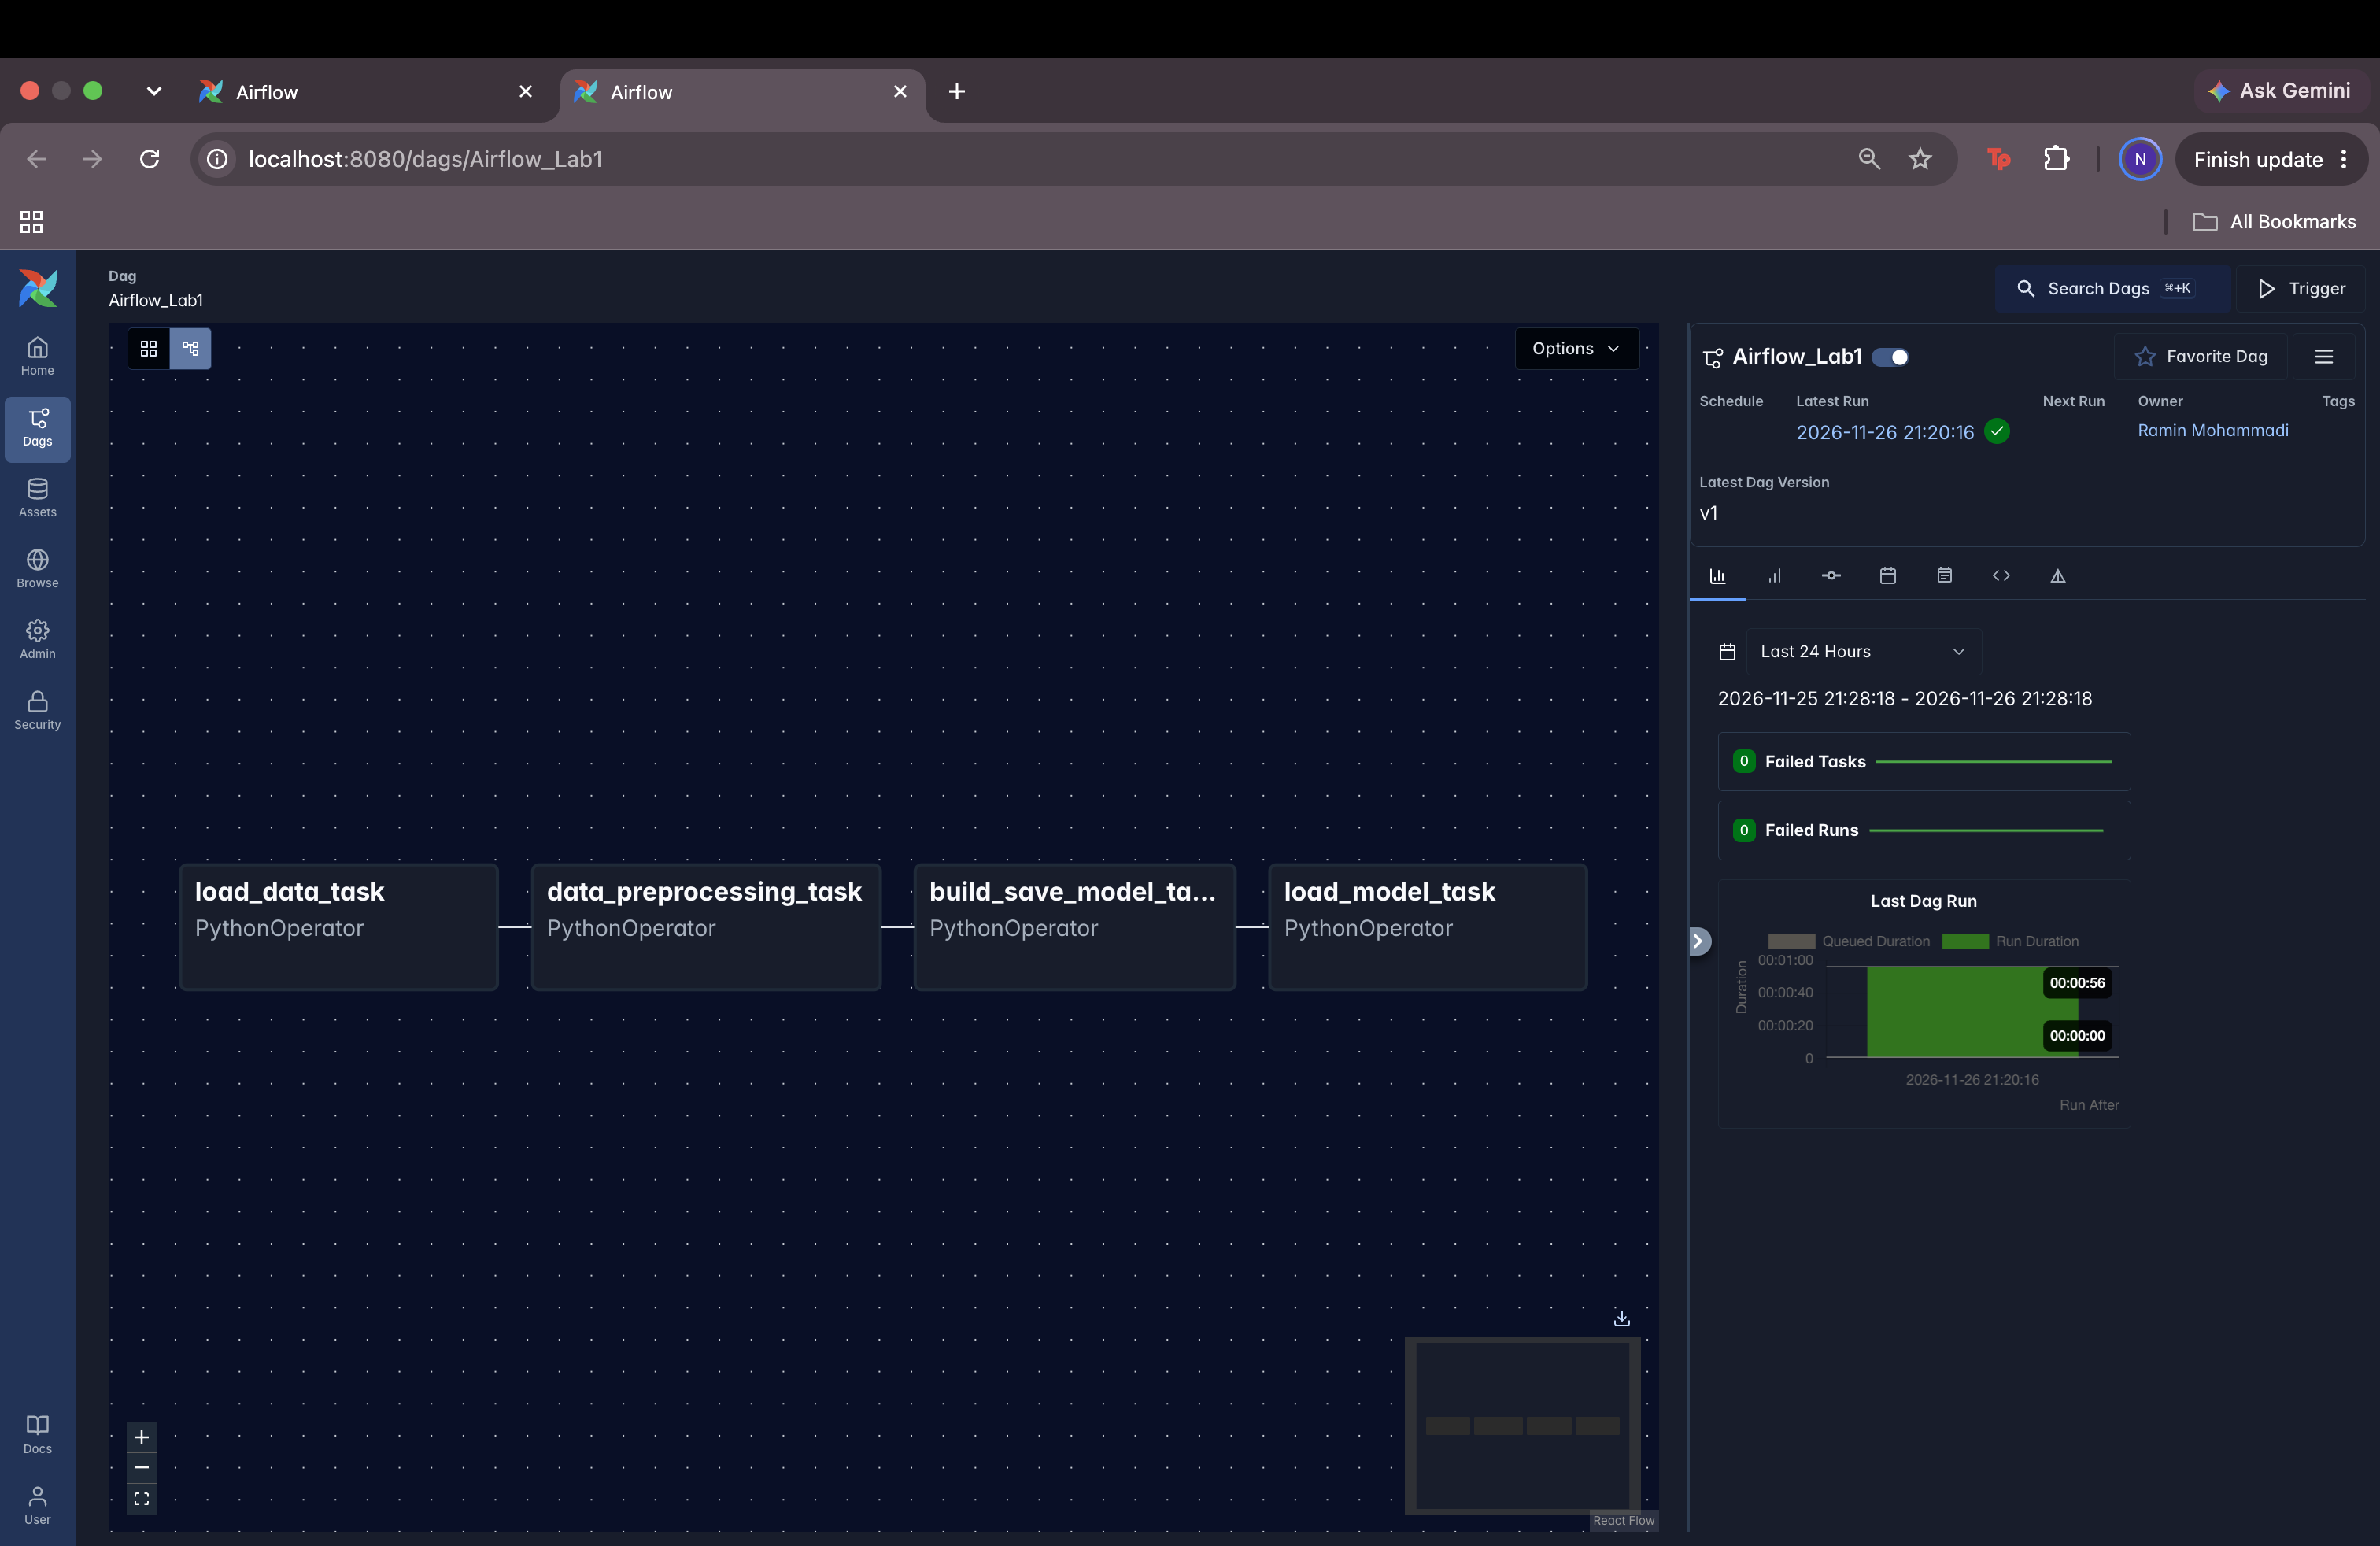 Airflow
Airflow
Ask Gemini
localhost:8080/dags/Airflow_Lab1
Tp
N
Finish update
All Bookmarks
Dag
Airflow_Lab1
Search Dags ⌘+K
Trigger
Home
Dags
Assets
Browse
Admin
Security
Docs
User
Options
load_data_task
PythonOperator
data_preprocessing_task
PythonOperator
build_save_model_ta...
PythonOperator
load_model_task
PythonOperator
React Flow
Airflow_Lab1
Favorite Dag
Schedule
Latest Run
Next Run
Owner
Tags
2026-11-26 21:20:16
Ramin Mohammadi
Latest Dag Version
v1
Last 24 Hours
2026-11-25 21:28:18 - 2026-11-26 21:28:18
0 Failed Tasks
0 Failed Runs
Last Dag Run
Queued Duration
Run Duration
Duration
00:01:00
00:00:40
00:00:20
0
00:00:56
00:00:00
2026-11-26 21:20:16
Run After